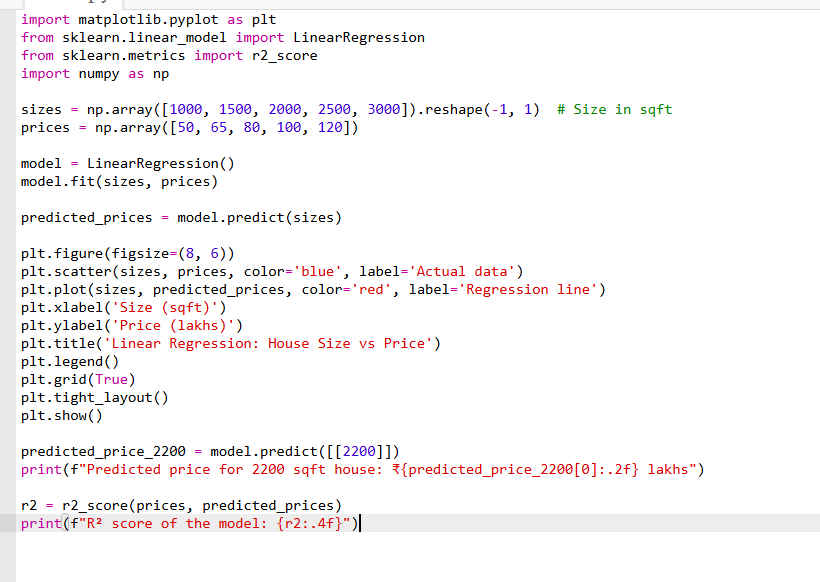 import matplotlib.pyplot as plt
from sklearn.linear_model import LinearRegression
from sklearn.metrics import r2_score
import numpy as np
sizes = np.array([1000, 1500, 2000, 2500, 3000]).reshape(-1, 1)  # Size in sqft
prices = np.array([50, 65, 80, 100, 120])
model = LinearRegression()
model.fit(sizes, prices)
predicted_prices = model.predict(sizes)
plt.figure(figsize=(8, 6))
plt.scatter(sizes, prices, color='blue', label='Actual data')
plt.plot(sizes, predicted_prices, color='red', label='Regression line')
plt.xlabel('Size (sqft)')
plt.ylabel('Price (lakhs)')
plt.title('Linear Regression: House Size vs Price')
plt.legend()
plt.grid(True)
plt.tight_layout()
plt.show()
predicted_price_2200 = model.predict([[2200]])
print(f"Predicted price for 2200 sqft house: ₹{predicted_price_2200[0]:.2f} lakhs")
r2 = r2_score(prices, predicted_prices)
print(f"R² score of the model: {r2:.4f}")